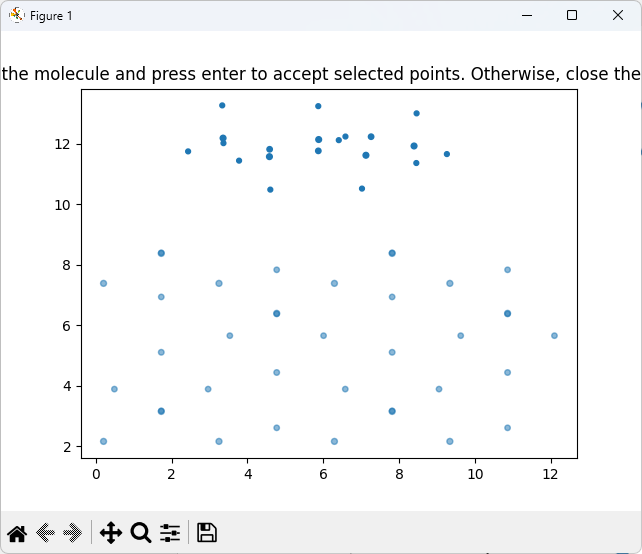 Figure 1
the molecule and press enter to accept selected points. Otherwise, close the
12
10
8
6
4
2
0 2 4 6 8 10 12